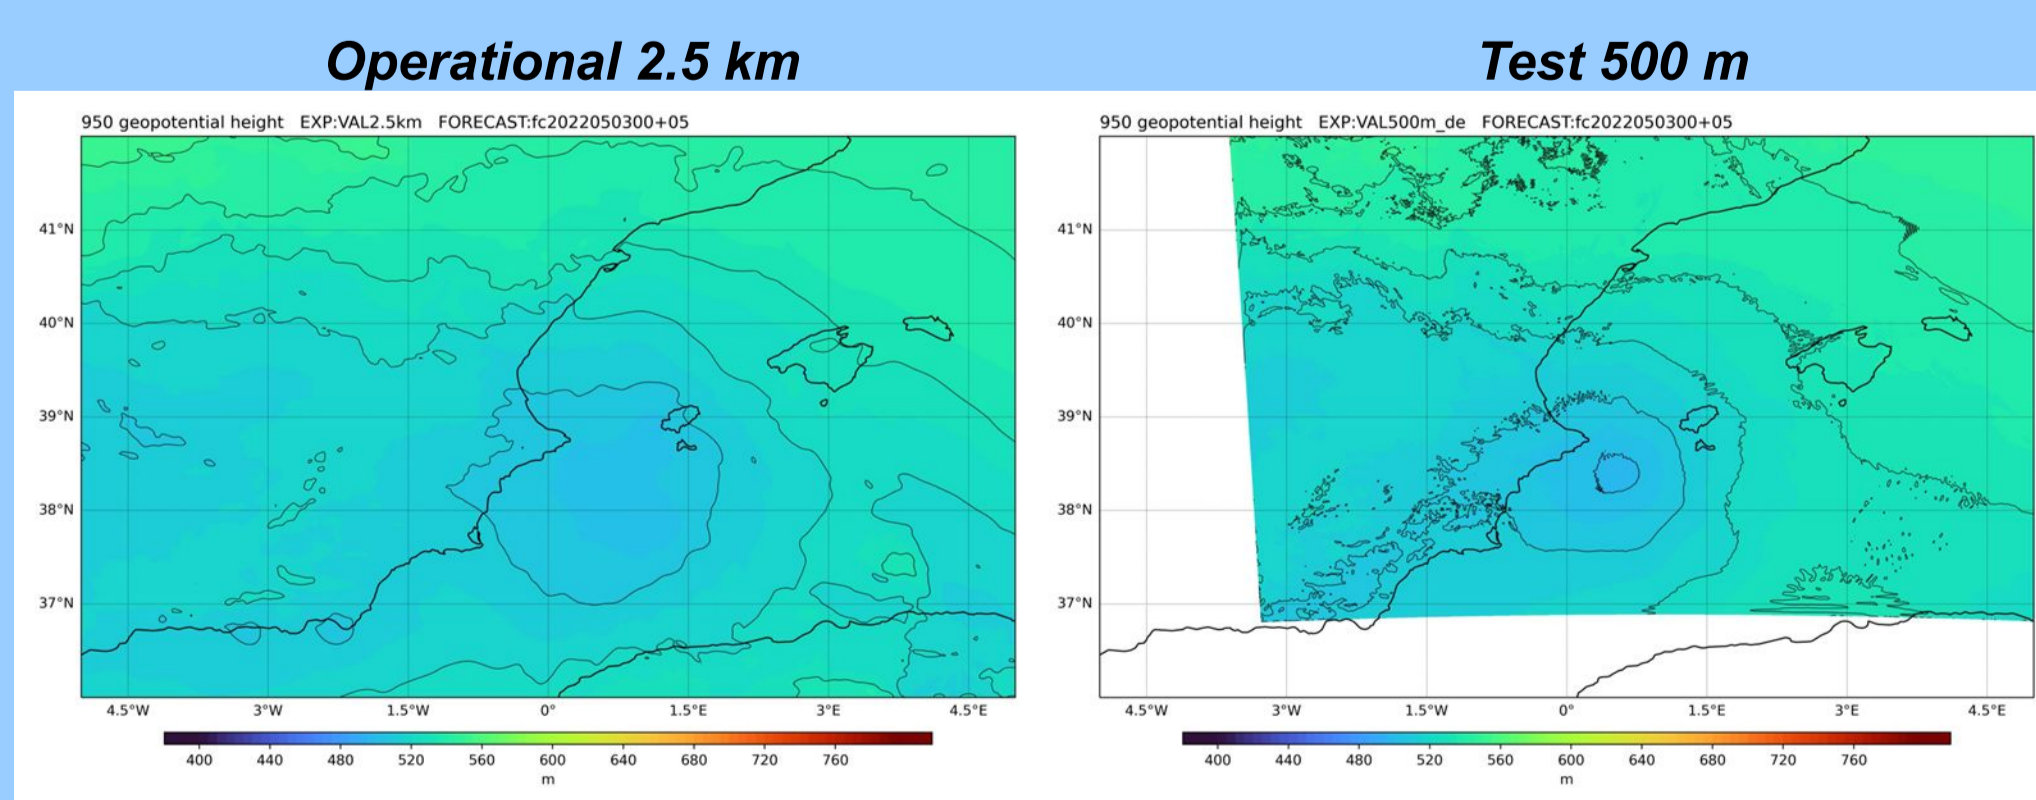 Operational 2.5 km
Test 500 m
950 geopotential height EXP:VAL2.5km FORECAST:fc2022050300+05
950 geopotential height EXP:VAL500m_de FORECAST:fc2022050300+05
41°N
40°N
39°N
38°N
37°N
41°N
40°N
39°N
38°N
37°N
4.5°W 3°W 1.5°W 0° 1.5°E 3°E 4.5°E
4.5°W 3°W 1.5°W 0° 1.5°E 3°E 4.5°E
400 440 480 520 560 600 640 680 720 760
m
400 440 480 520 560 600 640 680 720 760
m